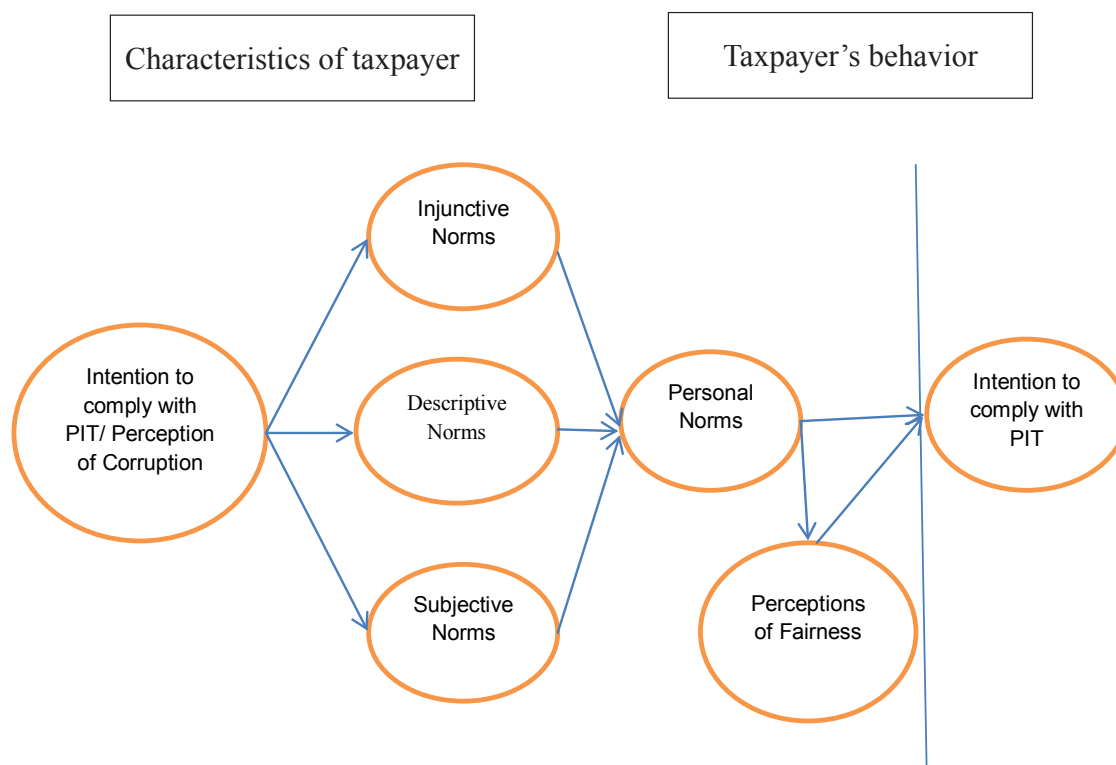 Characteristics of taxpayer
Taxpayer’s behavior
Injunctive
Norms
Intention to
comply with
PIT/ Perception
of Corruption
Descriptive
Norms
Subjective
Norms
Personal
Norms
Perceptions
of Fairness
Intention to
comply with
PIT